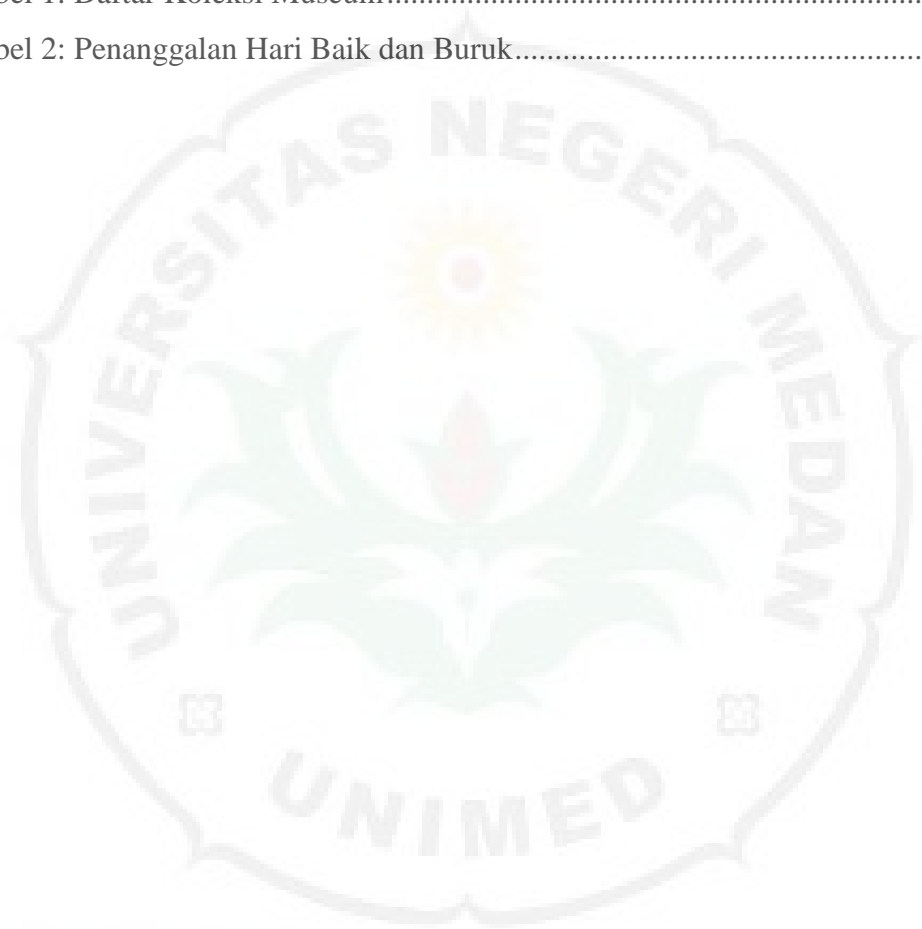 bel 1: Daftar Koleksi Museum..................................................................
bel 2: Penanggalan Hari Baik dan Buruk...................................................
UNIVERSITAS NEGERI MEDAN
UNIMED